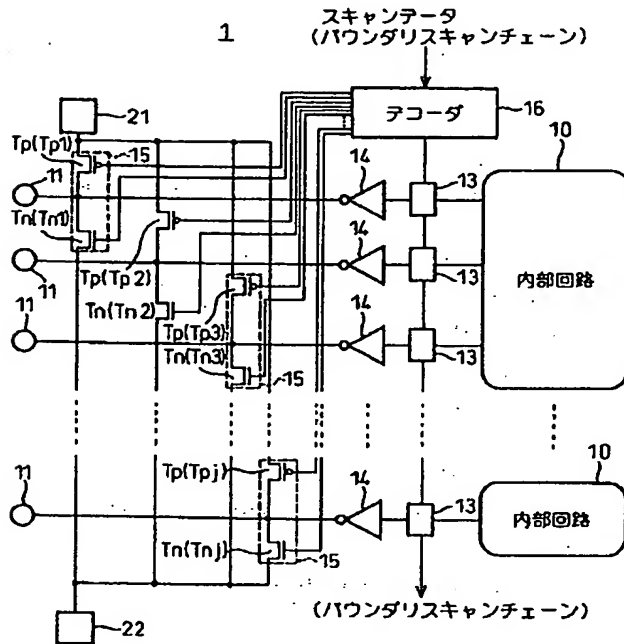 1
スキャンデータ
(バウンダリスキャンチェーン)
21
デコーダ
16
Tp(Tp1)
15
10
11
14
13
Tn(Tn1)
14
13
11
Tp(Tp2)
内部回路
Tn(Tn2)
Tp(Tp3)
14
11
Tn(Tn3)
13
15
10
11
Tp(Tpj)
14
13
内部回路
Tn(Tnj)
15
22
(バウンダリスキャンチェーン)